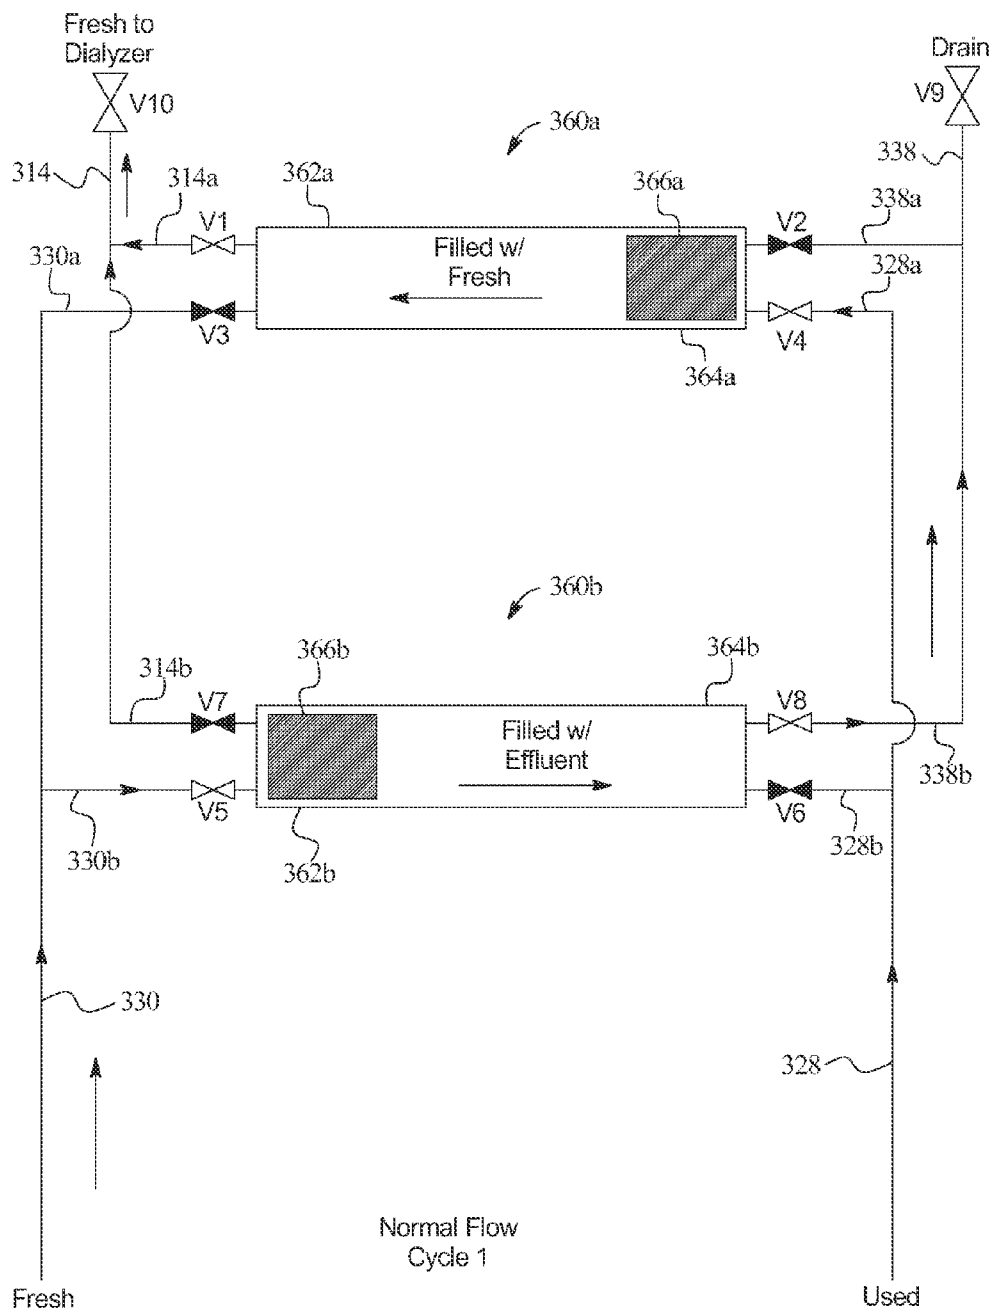 Fresh to
Dialyzer
Drain
V10
V9
360a
338
314
314a
362a
366a
338a
V1
V2
330a
Filled w/
Fresh
328a
V3
V4
364a
360b
314b
366b
364b
V7
V8
Filled w/
Effluent
338b
V5
V6
330b
362b
328b
330
328
Normal Flow
Cycle 1
Fresh
Used